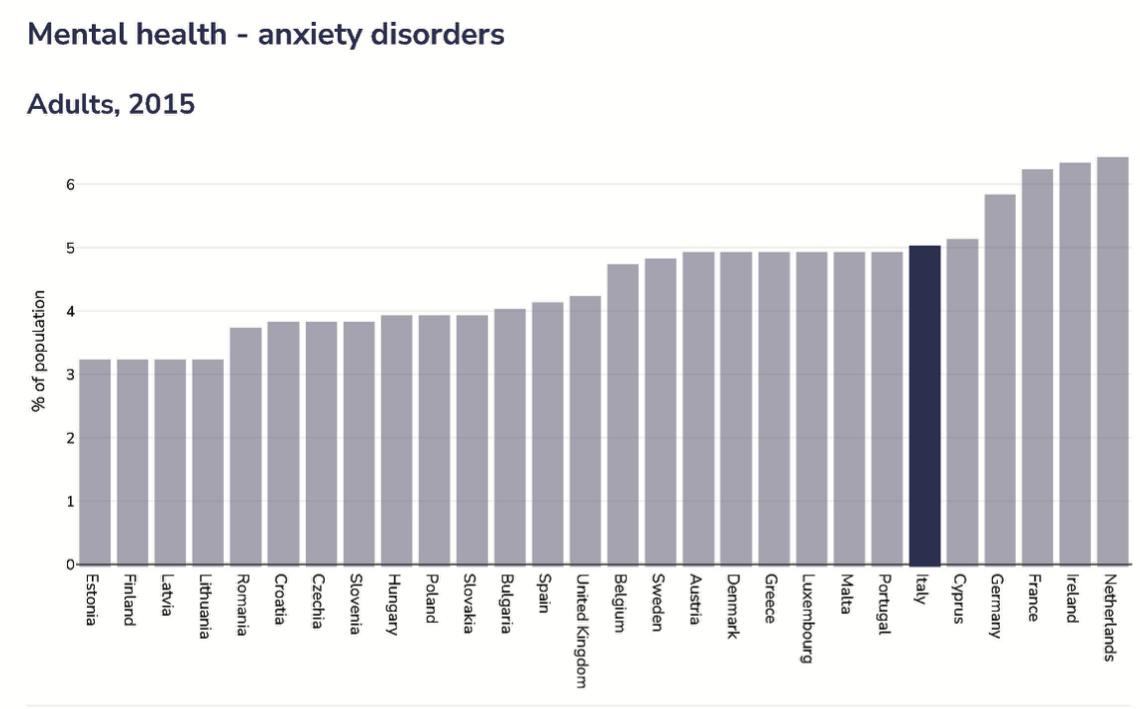 Mental health - anxiety disorders
Adults, 2015
% of population
6
5
4
3
2
1
0
Estonia
Finland
Latvia
Lithuania
Romania
Croatia
Czechia
Slovenia
Hungary
Poland
Slovakia
Bulgaria
Spain
United Kingdom
Belgium
Sweden
Austria
Denmark
Greece
Luxembourg
Malta
Portugal
Italy
Cyprus
Germany
France
Ireland
Netherlands